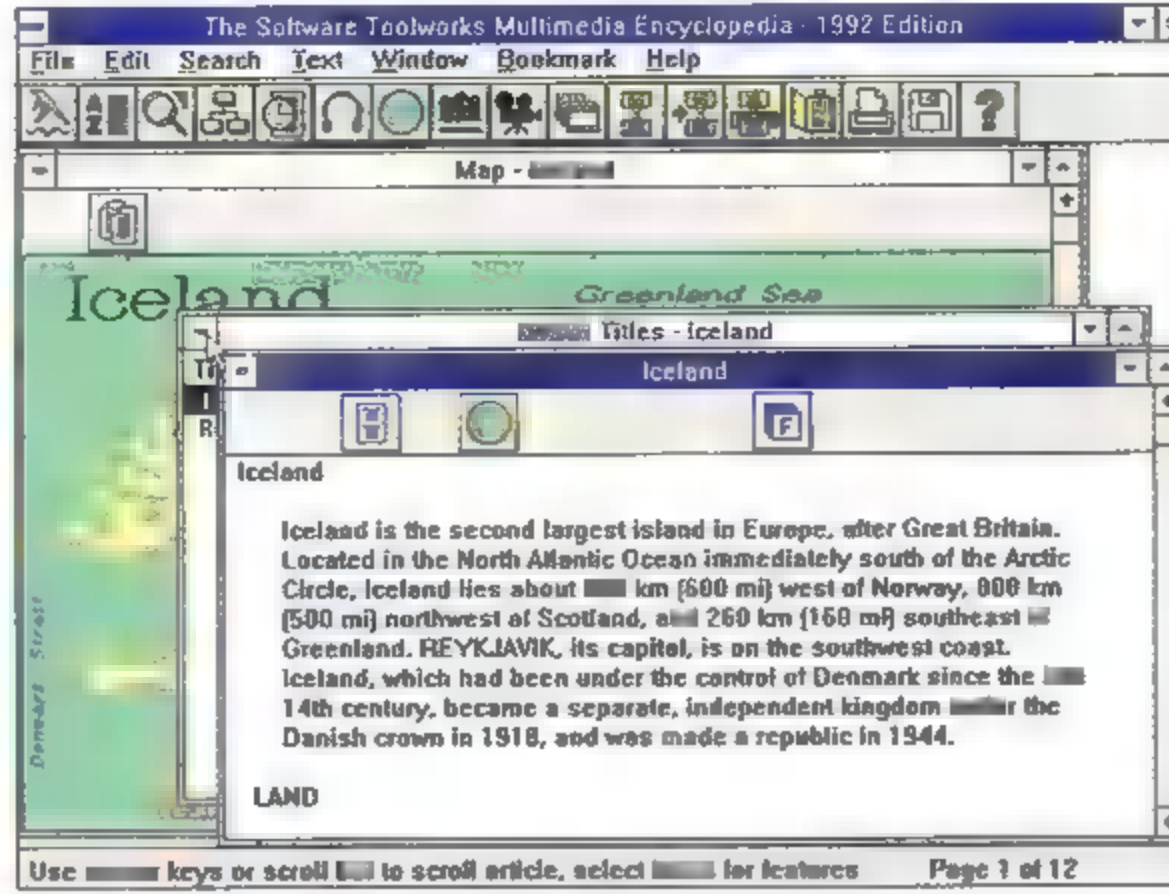 The Software Toolworks Multimedia Encyclopedia - 1992 Edition
File Edit Search Text Window Bookmark Help
A Z ?
Map -
Iceland
Greenland Sea
Titles - Iceland
Ti
Iceland
I
R
F
Iceland
Iceland is the second largest island in Europe, after Great Britain.
Located in the North Atlantic Ocean immediately south of the Arctic
Circle, Iceland lies about km (600 mi) west of Norway, 800 km
(500 mi) northwest of Scotland, 260 km (160 mi) southeast
Greenland. REYKJAVIK, its capital, is on the southwest coast.
Iceland, which had been under the control of Denmark since the
14th century, became a separate, independent kingdom the
Danish crown in 1918, and was made a republic in 1944.
Denmark Strait
LAND
Use keys or scroll to scroll article, select for features Page 1 of 12